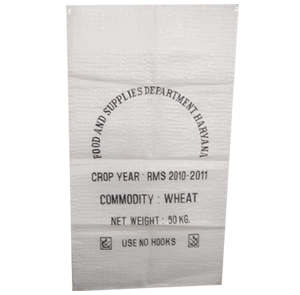 FOOD AND SUPPLIES DEPARTMENT HARYANA
CROP YEAR : RMS 2010-2011
COMMODITY : WHEAT
NET WEIGHT : 50 KG.
USE NO HOOKS